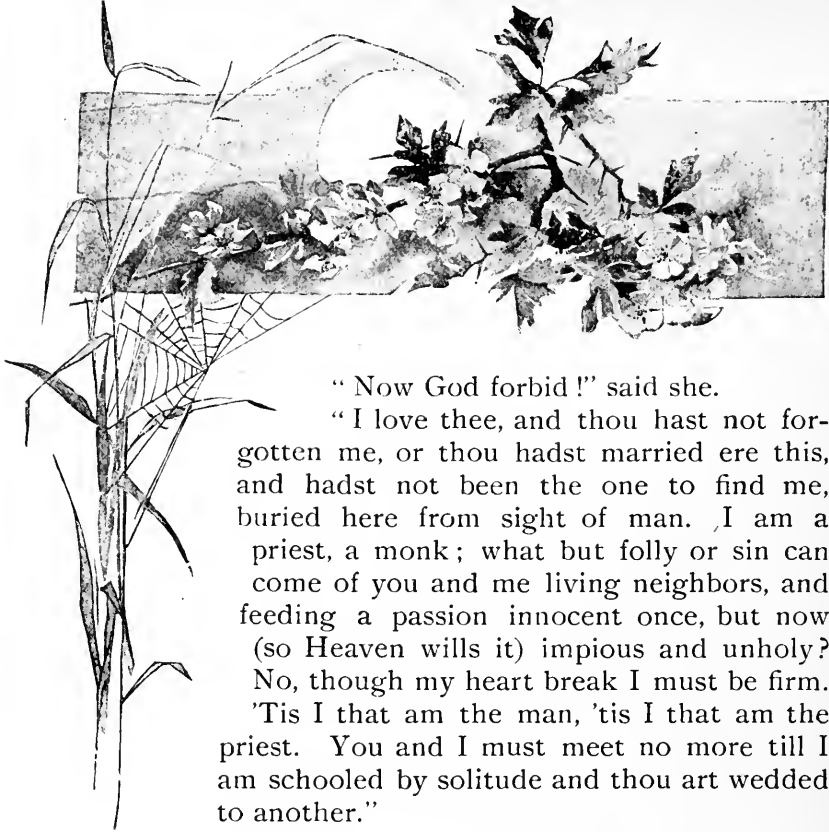 “ Now God forbid !” said she.
“ I love thee, and thou hast not for-
gotten me, or thou hadst married ere this,
and hadst not been the one to find me,
buried here from sight of man. I am a
priest, a monk ; what but folly or sin can
come of you and me living neighbors, and
feeding a passion innocent once, but now
(so Heaven wills it) impious and unholy?
No, though my heart break I must be firm.
’Tis I that am the man, ’tis I that am the
priest. You and I must meet no more till I
am schooled by solitude and thou art wedded
to another.”